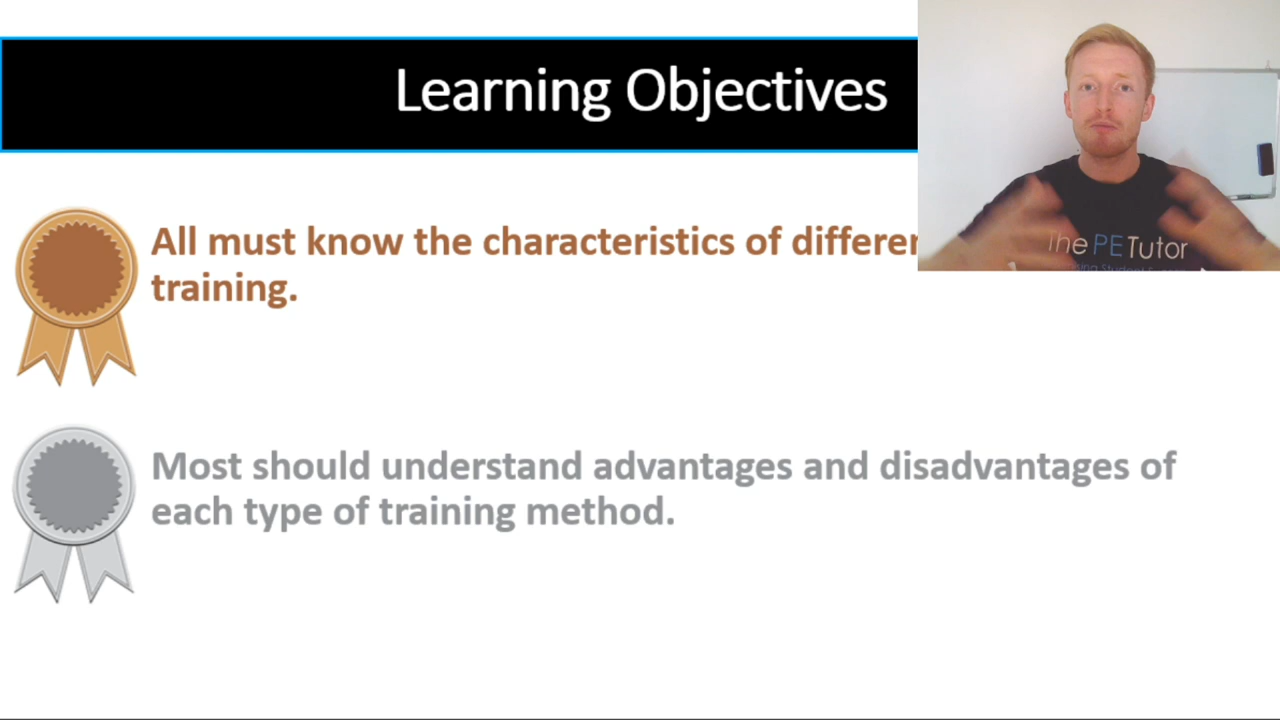 Learning Objectives
All must know the characteristics of differen
training.
The PE Tutor
Most should understand advantages and disadvantages of
each type of training method.